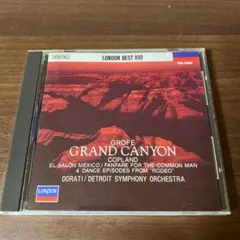 LONDON BEST 100
GROFÉ
GRAND CANYON
COPLAND
EL SALÓN MÉXICO/FANFARE FOR THE COMMON MAN
4 DANCE EPISODES FROM "RODEO"
DORATI/DETROIT SYMPHONY ORCHESTRA
LONDON